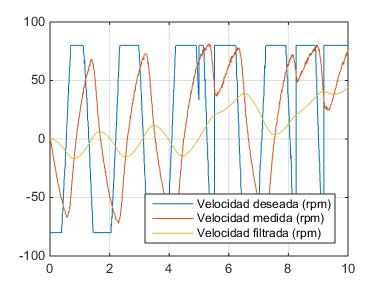 100
50
0
-50
-100
Velocidad deseada (rpm)
Velocidad medida (rpm)
Velocidad filtrada (rpm)
0 2 4 6 8 10